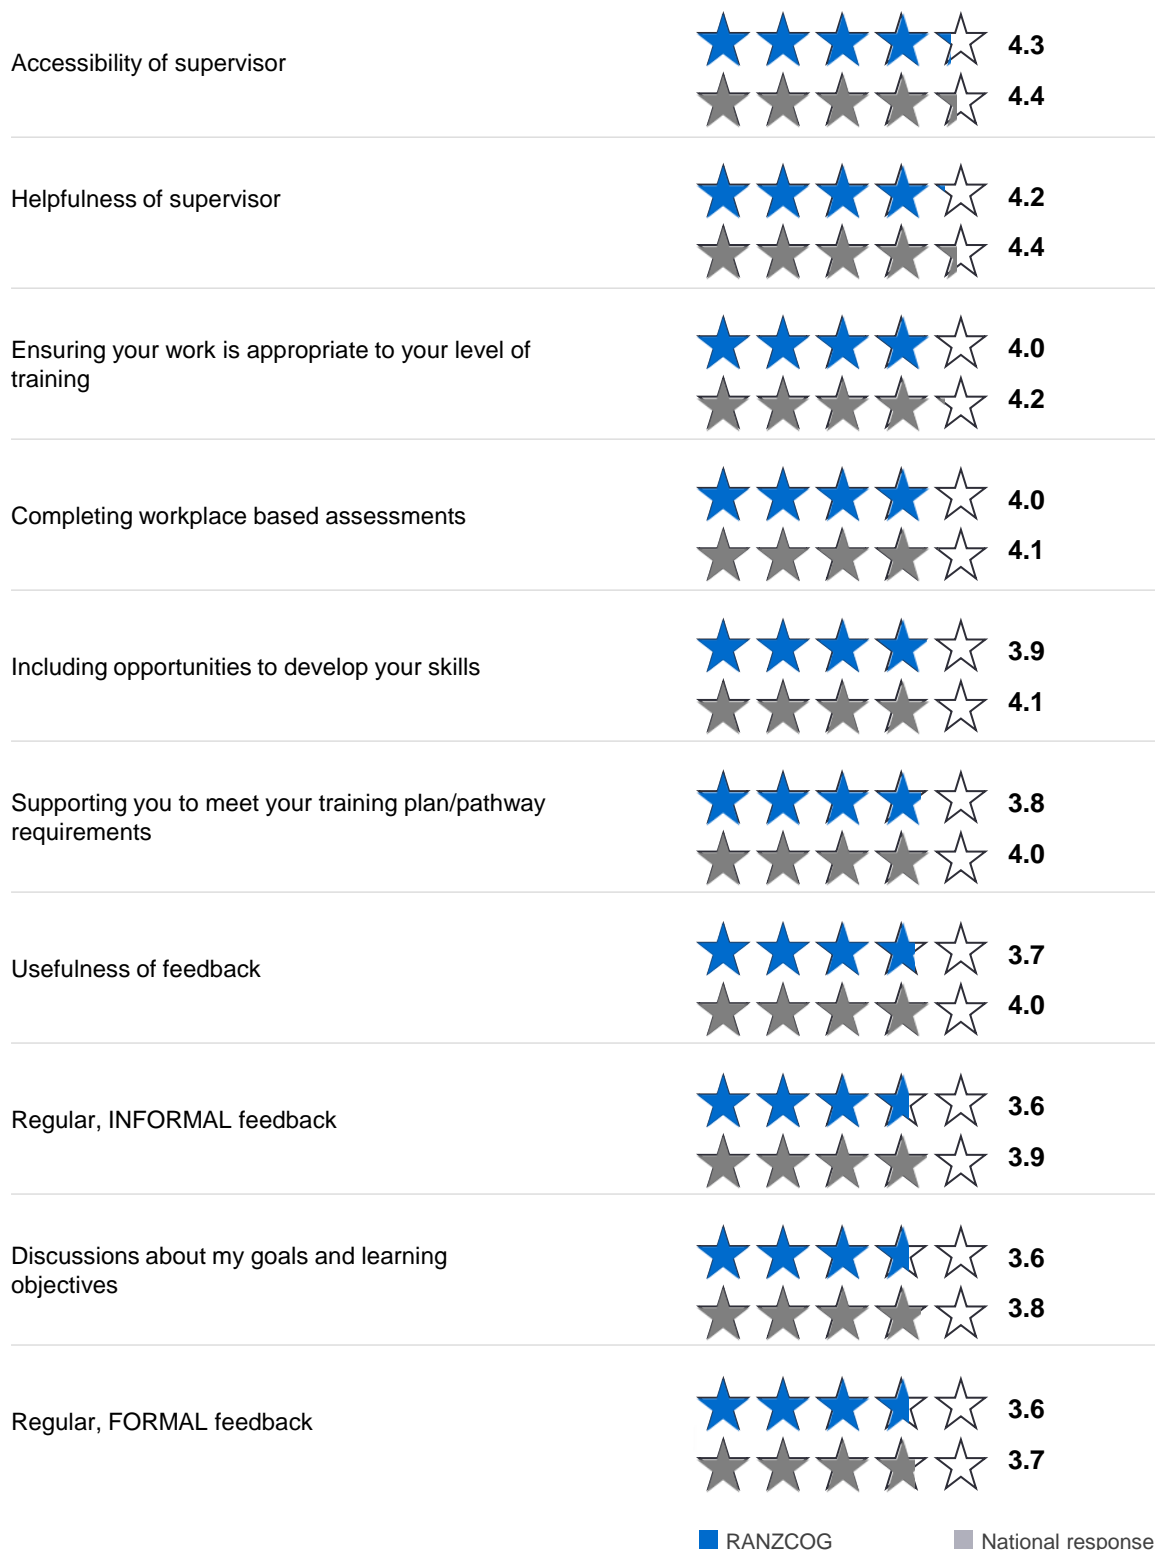 Accessibility of supervisor
4.3
4.4
Helpfulness of supervisor
4.2
4.4
Ensuring your work is appropriate to your level of
training
4.0
4.2
Completing workplace based assessments
4.0
4.1
Including opportunities to develop your skills
3.9
4.1
Supporting you to meet your training plan/pathway
requirements
3.8
4.0
Usefulness of feedback
3.7
4.0
Regular, INFORMAL feedback
3.6
3.9
Discussions about my goals and learning
objectives
3.6
3.8
Regular, FORMAL feedback
3.6
3.7
RANZCOG
National response